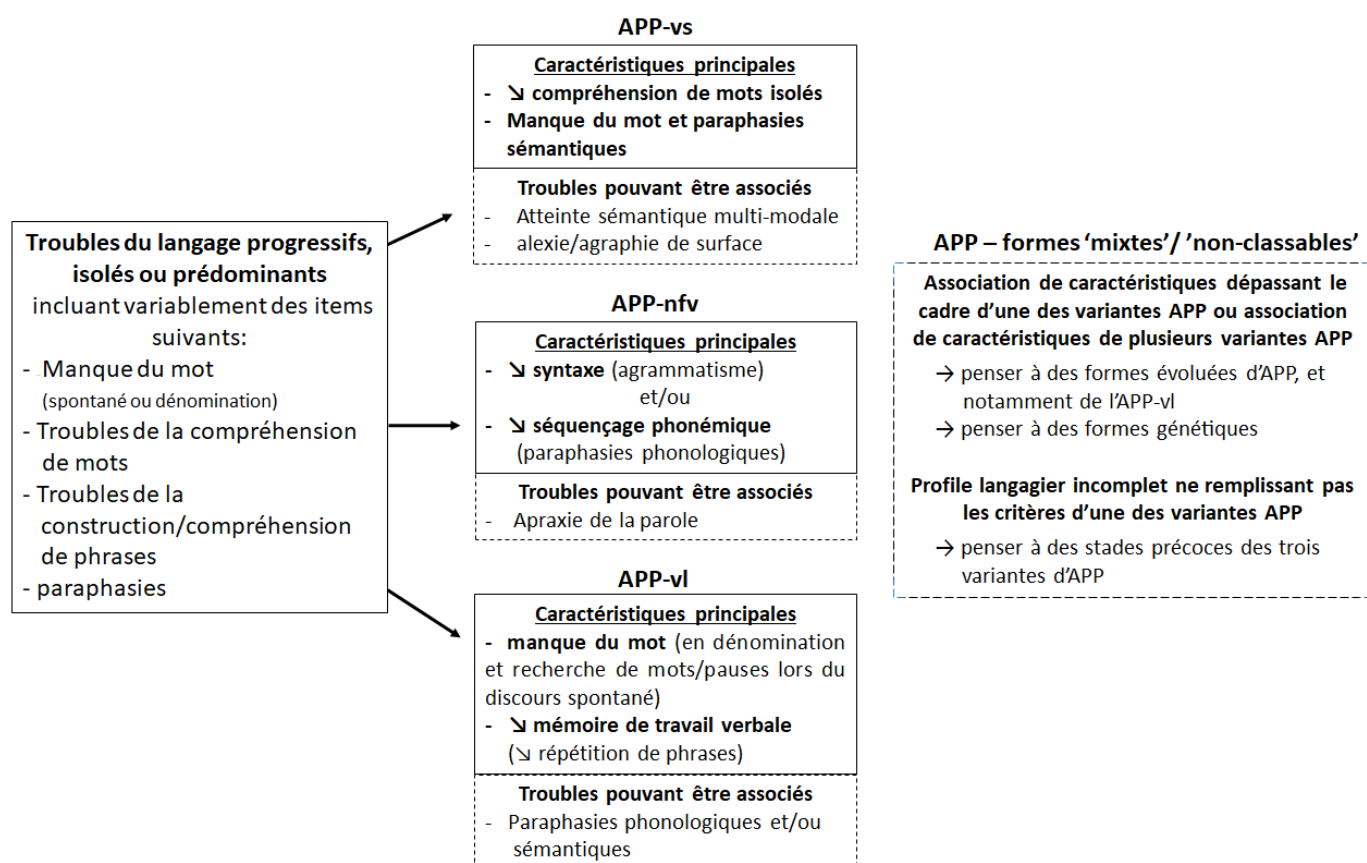 APP-vs
Caractéristiques principales
- ↘ compréhension de mots isolés
- Manque du mot et paraphasies
sémantiques
Troubles pouvant être associés
- Atteinte sémantique multi-modale
- alexie/agraphie de surface
Troubles du langage progressifs,
isolés ou prédominants
incluant variablement des items
suivants:
- Manque du mot
(spontané ou dénomination)
- Troubles de la compréhension
de mots
- Troubles de la
construction/compréhension
de phrases
- paraphasies
APP-nfv
Caractéristiques principales
- ↘ syntaxe (agrammatisme)
et/ou
- ↘ séquençage phonémique
(paraphasies phonologiques)
Troubles pouvant être associés
- Apraxie de la parole
APP-vl
Caractéristiques principales
- manque du mot (en dénomination
et recherche de mots/pauses lors du
discours spontané)
- ↘ mémoire de travail verbale
(↘ répétition de phrases)
Troubles pouvant être associés
- Paraphasies phonologiques et/ou
sémantiques
APP – formes ‘mixtes’/ ’non-classables’
Association de caractéristiques dépassant le
cadre d’une des variantes APP ou association
de caractéristiques de plusieurs variantes APP
→ penser à des formes évoluées d’APP, et
notamment de l’APP-vl
→ penser à des formes génétiques
Profile langagier incomplet ne remplissant pas
les critères d’une des variantes APP
→ penser à des stades précoces des trois
variantes d’APP